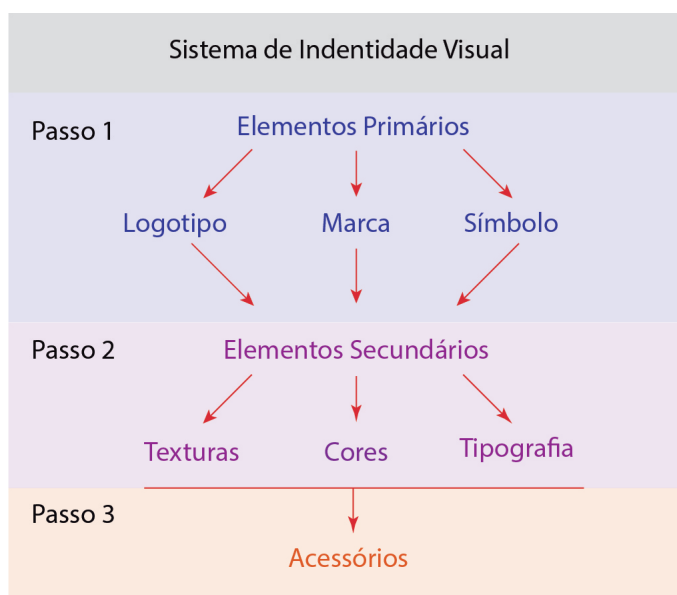 Sistema de Indentidade Visual
Passo 1
Elementos Primários
Logotipo
Marca
Símbolo
Passo 2
Elementos Secundários
Texturas
Cores
Tipografia
Passo 3
Acessórios